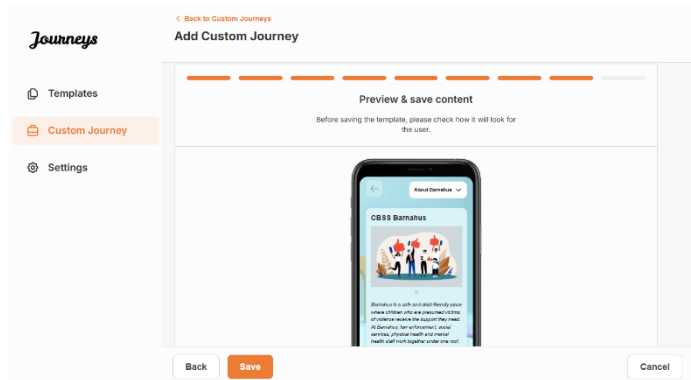 < Back to Custom Journeys
Journeys
Add Custom Journey
Templates
Custom Journey
Settings
Preview & save content
Before saving the template, please check how it will look for
the user.
About Barnahus
CBSS Barnahus
Barnahus is a safe and child-friendly place
where children who are presumed victims
of violence receive the support they need.
At Barnahus, law enforcement, social
services, physical health and mental
health staff work together under one roof.
Back
Save
Cancel